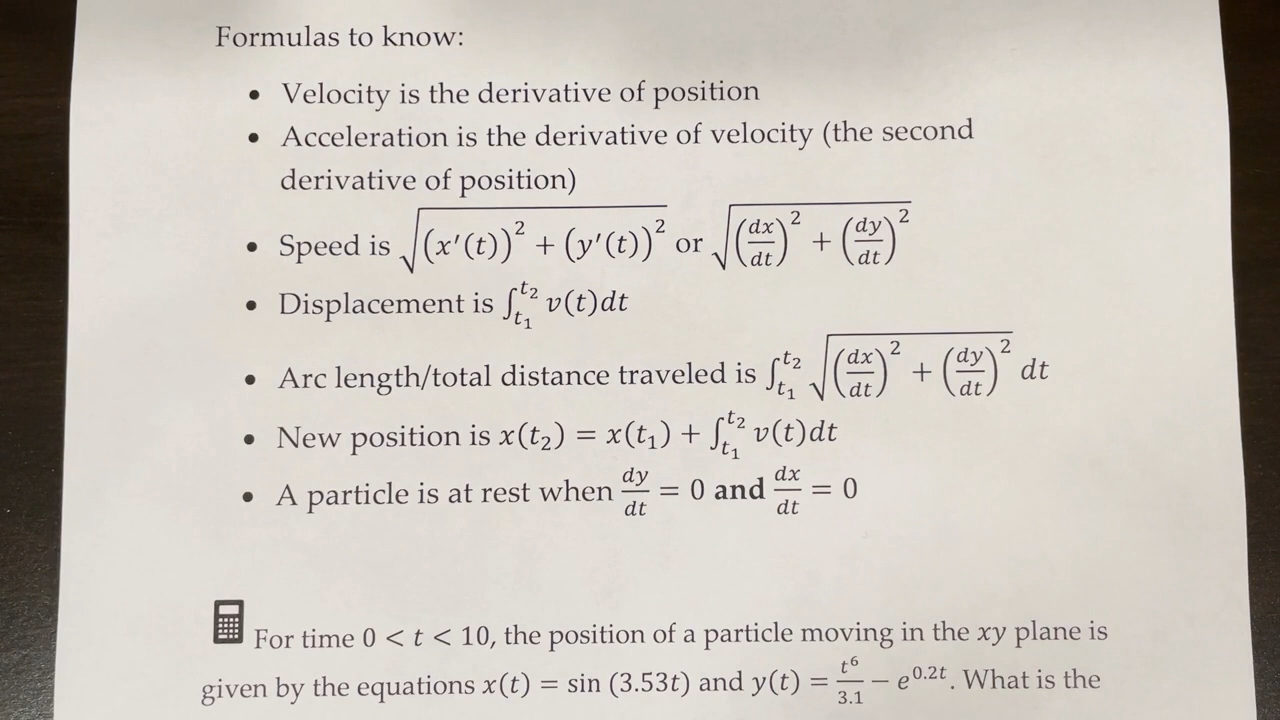 Formulas to know:
• Velocity is the derivative of position
• Acceleration is the derivative of velocity (the second
derivative of position)
• Speed is √((x′(t))² + (y′(t))²) or √((dx/dt)² + (dy/dt)²)
• Displacement is ∫_{t₁}^{t₂} v(t)dt
• Arc length/total distance traveled is ∫_{t₁}^{t₂} √((dx/dt)² + (dy/dt)²) dt
• New position is x(t₂) = x(t₁) + ∫_{t₁}^{t₂} v(t)dt
• A particle is at rest when dy/dt = 0 and dx/dt = 0
For time 0 < t < 10, the position of a particle moving in the xy plane is
given by the equations x(t) = sin (3.53t) and y(t) = t⁶/3.1 − e^{0.2t}. What is the